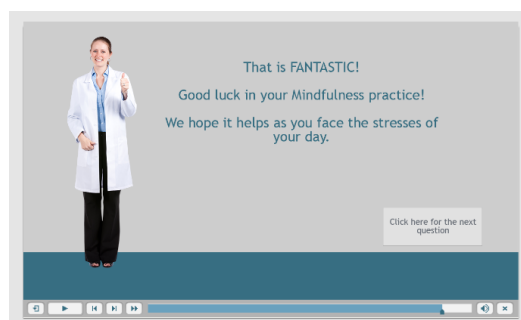 That is FANTASTIC!
Good luck in your Mindfulness practice!
We hope it helps as you face the stresses of
your day.
Click here for the next
question